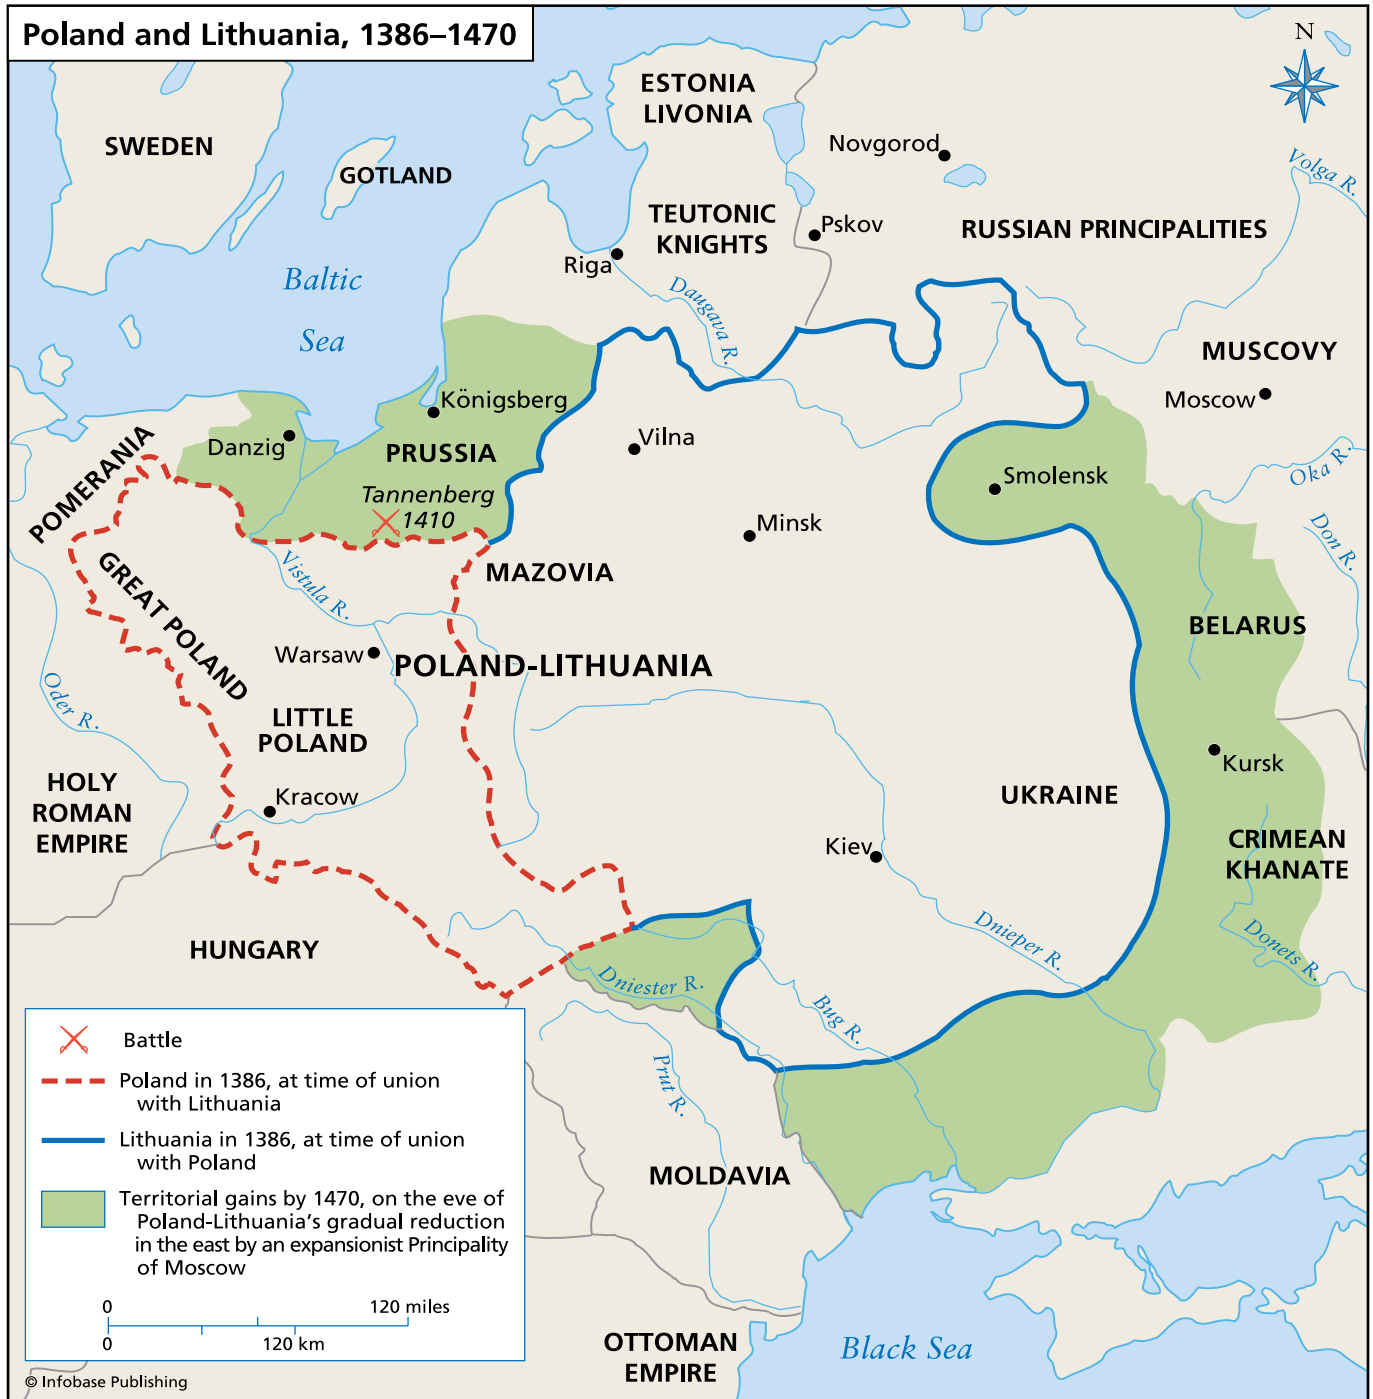 Poland and Lithuania, 1386–1470
N
SWEDEN
GOTLAND
ESTONIA
LIVONIA
Novgorod
Volga R.
TEUTONIC
KNIGHTS
Pskov
RUSSIAN PRINCIPALITIES
Riga
Baltic
Sea
Daugava R.
MUSCOVY
Moscow
Königsberg
Danzig
PRUSSIA
Vilna
POMERANIA
Tannenberg
1410
Smolensk
Oka R.
Don R.
Minsk
GREAT POLAND
Vistula R.
MAZOVIA
BELARUS
Warsaw
POLAND-LITHUANIA
Oder R.
LITTLE
POLAND
Kursk
HOLY
ROMAN
EMPIRE
Kracow
UKRAINE
Kiev
CRIMEAN
KHANATE
HUNGARY
Dnieper R.
Donets R.
Dniester R.
Bug R.
Prut R.
MOLDAVIA
OTTOMAN
EMPIRE
Black Sea
Battle
Poland in 1386, at time of union
with Lithuania
Lithuania in 1386, at time of union
with Poland
Territorial gains by 1470, on the eve of
Poland-Lithuania's gradual reduction
in the east by an expansionist Principality
of Moscow
0 120 miles
0 120 km
© Infobase Publishing